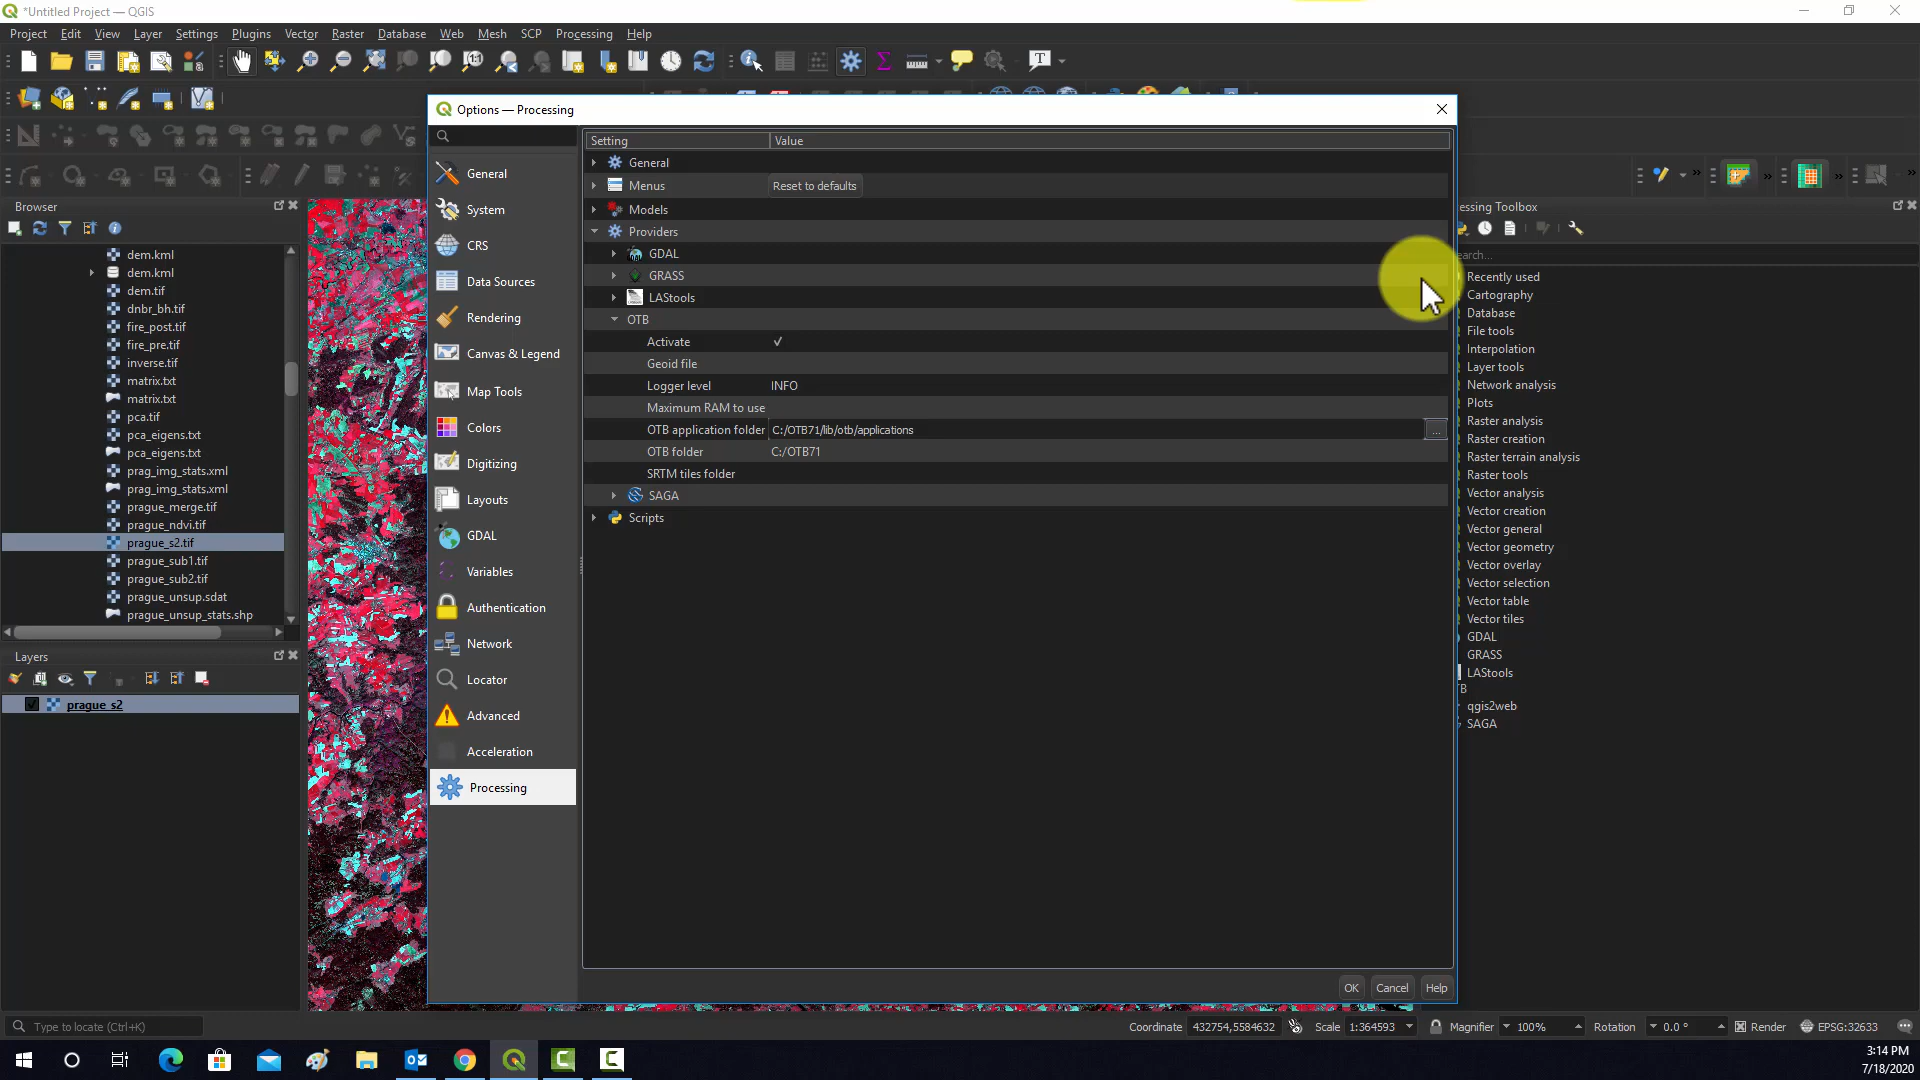 *Untitled Project — QGIS
Project Edit View Layer Settings Plugins Vector Raster Database Web Mesh SCP Processing Help
Options — Processing
Browser
dem.kml
dem.kml
dem.tif
dnbr_bh.tif
fire_post.tif
fire_pre.tif
inverse.tif
matrix.txt
matrix.txt
pca.tif
pca_eigens.txt
pca_eigens.txt
prag_img_stats.xml
prag_img_stats.xml
prague_merge.tif
prague_ndvi.tif
prague_s2.tif
prague_sub1.tif
prague_sub2.tif
prague_unsup.sdat
prague_unsup_stats.shp
Layers
prague_s2
General
System
CRS
Data Sources
Rendering
Canvas & Legend
Map Tools
Colors
Digitizing
Layouts
GDAL
Variables
Authentication
Network
Locator
Advanced
Acceleration
Processing
Setting Value
General
Menus Reset to defaults
Models
Providers
GDAL
GRASS
LAStools
OTB
Activate
Geoid file
Logger level INFO
Maximum RAM to use
OTB application folder C:/OTB71/lib/otb/applications ...
OTB folder C:/OTB71
SRTM tiles folder
SAGA
Scripts
OK Cancel Help
essing Toolbox
earch...
Recently used
Cartography
Database
File tools
Interpolation
Layer tools
Network analysis
Plots
Raster analysis
Raster creation
Raster terrain analysis
Raster tools
Vector analysis
Vector creation
Vector general
Vector geometry
Vector overlay
Vector selection
Vector table
Vector tiles
GDAL
GRASS
LAStools
TB
qgis2web
SAGA
Type to locate (Ctrl+K) Coordinate 432754,5584632 Scale 1:364593 Magnifier 100% Rotation 0.0 ° Render EPSG:32633
3:14 PM
7/18/2020